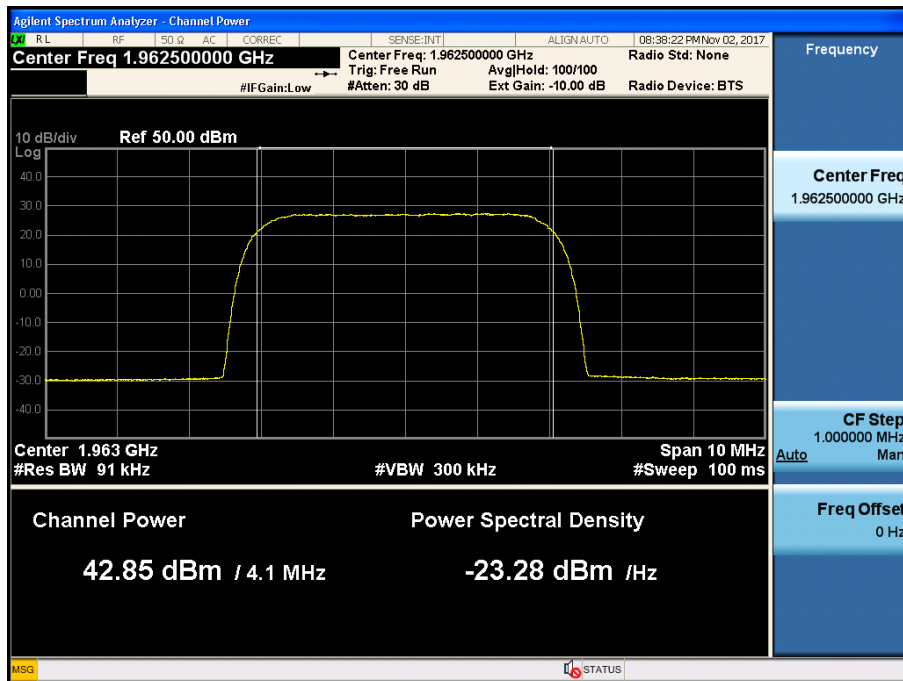 Agilent Spectrum Analyzer - Channel Power
LXI RL RF 50 Ω AC CORREC SENSE:INT ALIGN AUTO 08:38:22 PM Nov 02, 2017
Center Freq 1.962500000 GHz
Center Freq: 1.962500000 GHz Radio Std: None
Trig: Free Run Avg|Hold: 100/100
#IFGain:Low #Atten: 30 dB Ext Gain: -10.00 dB Radio Device: BTS
10 dB/div Ref 50.00 dBm
Log
40.0
30.0
20.0
10.0
0.00
-10.0
-20.0
-30.0
-40.0
Center 1.963 GHz Span 10 MHz
#Res BW 91 kHz #VBW 300 kHz #Sweep 100 ms
Channel Power Power Spectral Density
42.85 dBm / 4.1 MHz -23.28 dBm /Hz
Frequency
Center Freq
1.962500000 GHz
CF Step
1.000000 MHz
Auto Man
Freq Offset
0 Hz
MSG STATUS